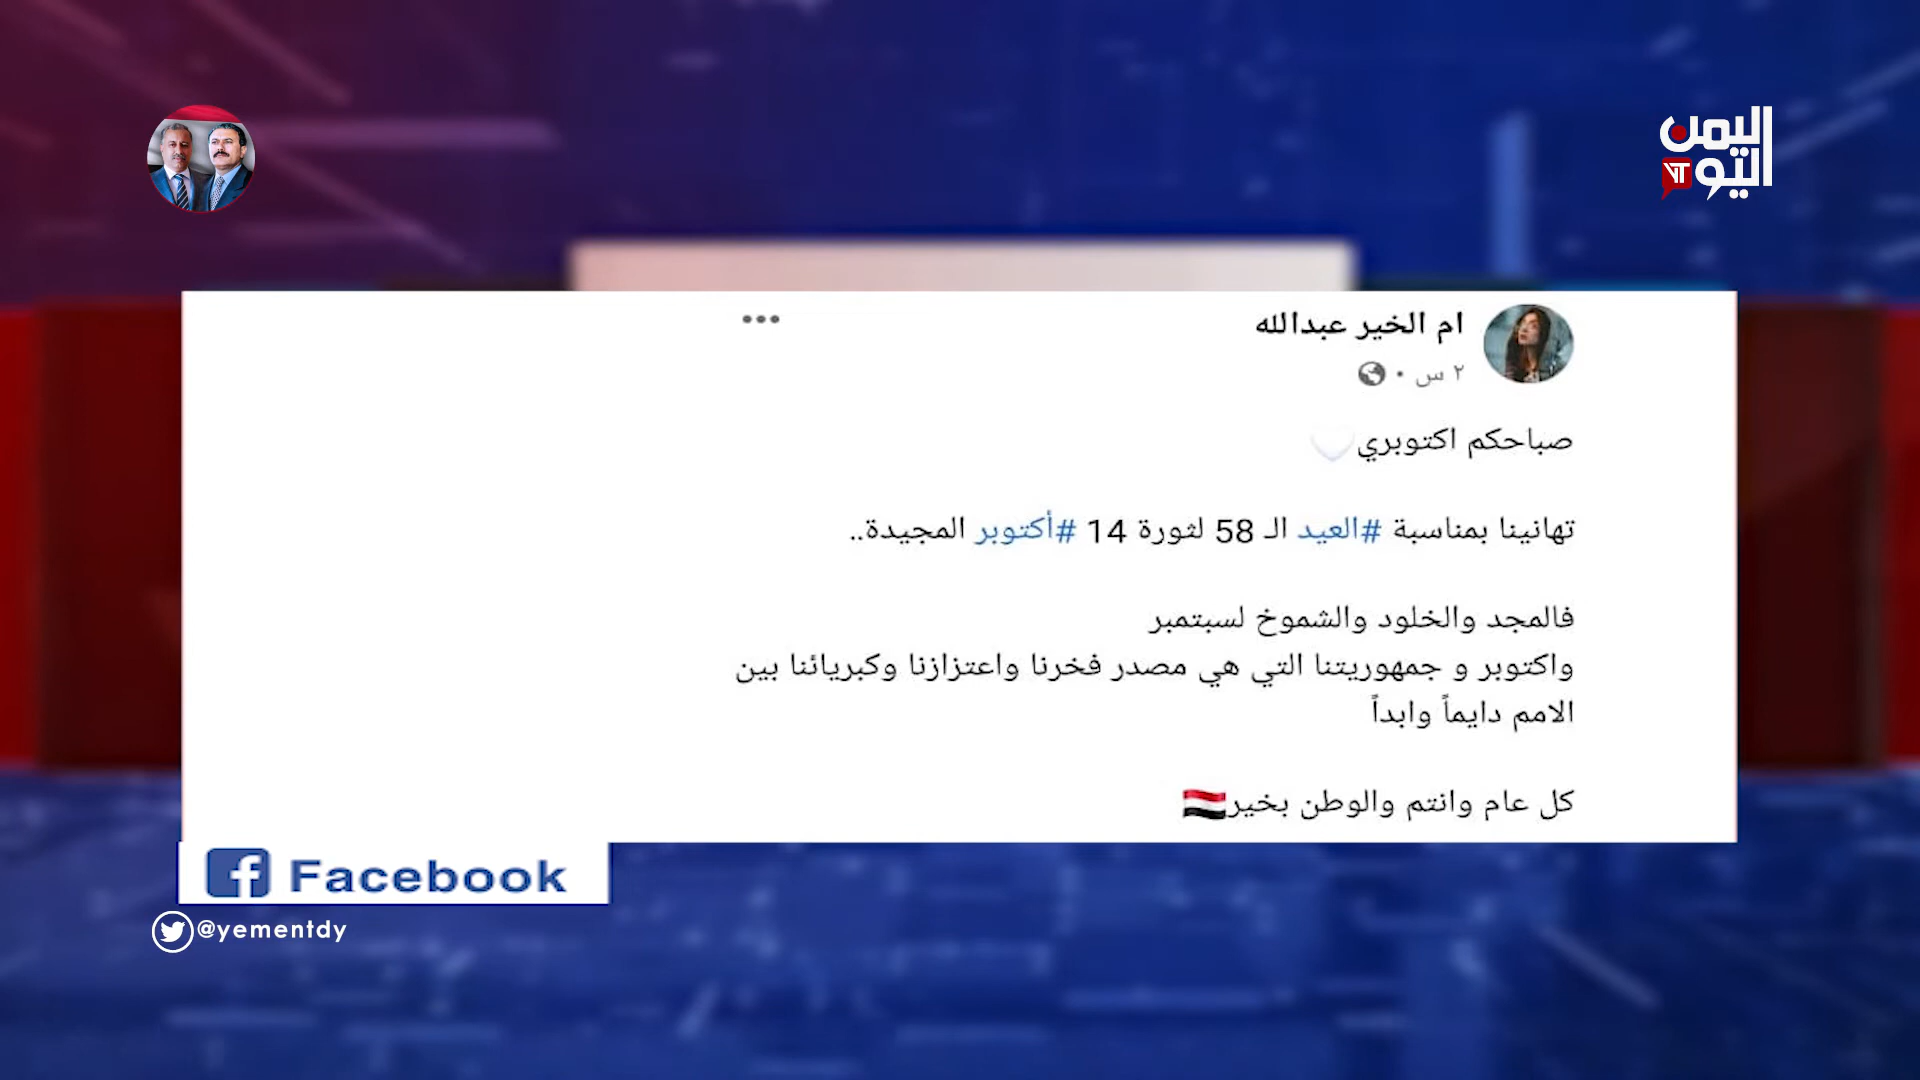 اليمن
اليوم
YT
ام الخير عبدالله
٢ س •
صباحكم اكتوبري🤍
تهانينا بمناسبة #العيد الـ 58 لثورة 14 #أكتوبر المجيدة..
فالمجد والخلود والشموخ لسبتمبر
واكتوبر و جمهوريتنا التي هي مصدر فخرنا واعتزازنا وكبريائنا بين
الامم دايماً وابداً
كل عام وانتم والوطن بخير🇾🇪
Facebook
@yementdy